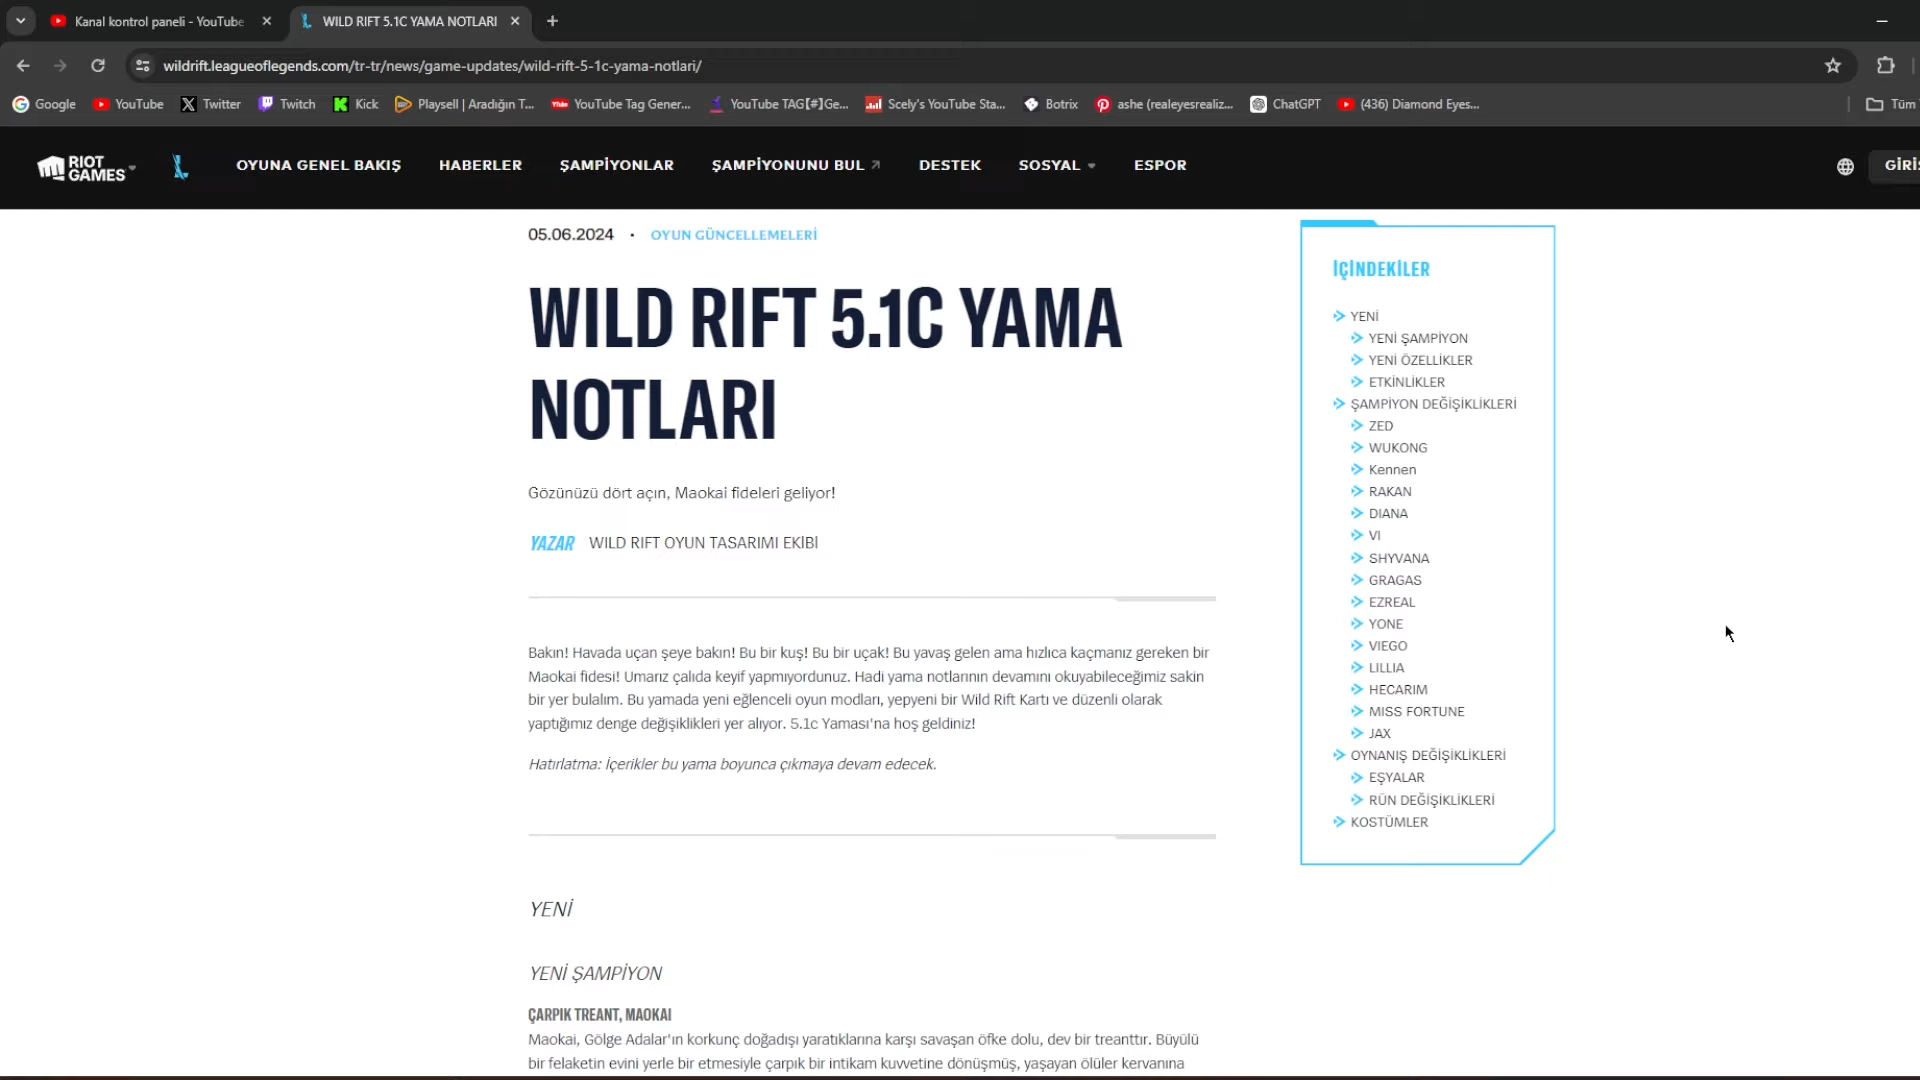 Kanal kontrol paneli - YouTube
WILD RIFT 5.1C YAMA NOTLARI
wildrift.leagueoflegends.com/tr-tr/news/game-updates/wild-rift-5-1c-yama-notlari/
Google YouTube Twitter Twitch Kick Playsell | Aradığın T... YouTube Tag Gener... YouTube TAG[#]Ge... Scely's YouTube Sta... Botrix ashe (realeyesrealiz... ChatGPT (436) Diamond Eyes... Tüm
RIOT GAMES OYUNA GENEL BAKIŞ HABERLER ŞAMPİYONLAR ŞAMPİYONUNU BUL DESTEK SOSYAL ESPOR GİRİŞ
05.06.2024 • OYUN GÜNCELLEMELERİ
WILD RIFT 5.1C YAMA
NOTLARI
Gözünüzü dört açın, Maokai fideleri geliyor!
YAZAR WILD RIFT OYUN TASARIMI EKİBİ
Bakın! Havada uçan şeye bakın! Bu bir kuş! Bu bir uçak! Bu yavaş gelen ama hızlıca kaçmanız gereken bir
Maokai fidesi! Umarız çalıda keyif yapmıyordunuz. Hadi yama notlarının devamını okuyabileceğimiz sakin
bir yer bulalım. Bu yamada yeni eğlenceli oyun modları, yepyeni bir Wild Rift Kartı ve düzenli olarak
yaptığımız denge değişiklikleri yer alıyor. 5.1c Yaması'na hoş geldiniz!
Hatırlatma: İçerikler bu yama boyunca çıkmaya devam edecek.
YENİ
YENİ ŞAMPİYON
ÇARPIK TREANT, MAOKAI
Maokai, Gölge Adalar'ın korkunç doğadışı yaratıklarına karşı savaşan öfke dolu, dev bir treanttır. Büyülü
bir felaketin evini yerle bir etmesiyle çarpık bir intikam kuvvetine dönüşmüş, yaşayan ölüler kervanına
İÇİNDEKİLER
YENİ
YENİ ŞAMPİYON
YENİ ÖZELLİKLER
ETKİNLİKLER
ŞAMPİYON DEĞİŞİKLİKLERİ
ZED
WUKONG
Kennen
RAKAN
DIANA
VI
SHYVANA
GRAGAS
EZREAL
YONE
VIEGO
LILLIA
HECARIM
MISS FORTUNE
JAX
OYNANIŞ DEĞİŞİKLİKLERİ
EŞYALAR
RÜN DEĞİŞİKLİKLERİ
KOSTÜMLER